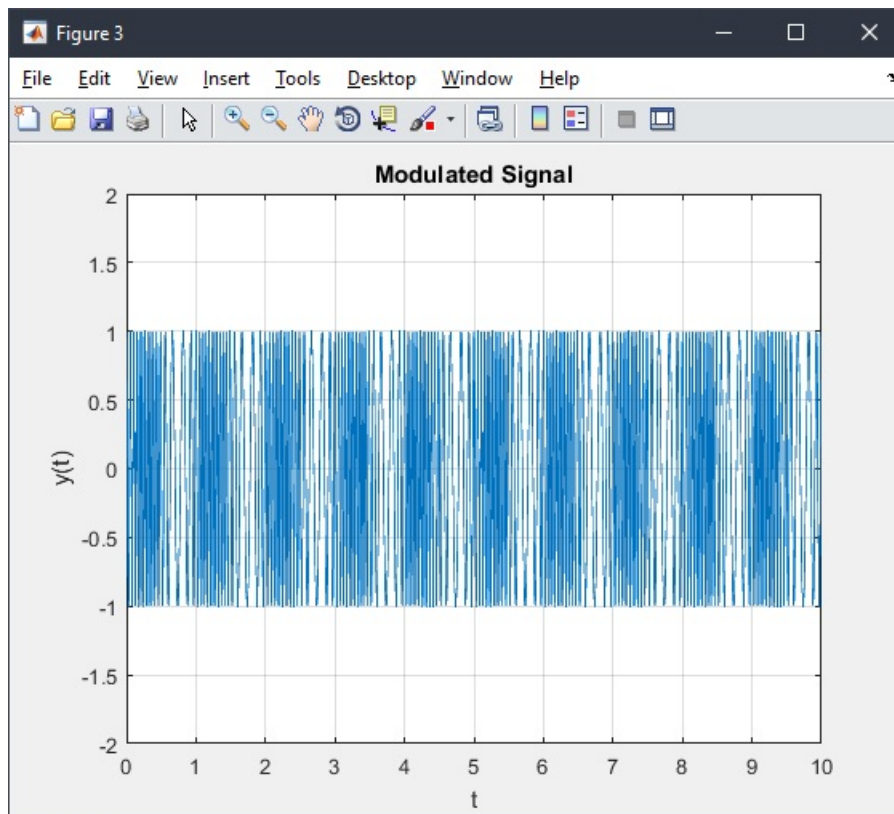 Figure 3
File Edit View Insert Tools Desktop Window Help
Modulated Signal
2
1.5
1
0.5
0
-0.5
-1
-1.5
-2
y(t)
0 1 2 3 4 5 6 7 8 9 10
t